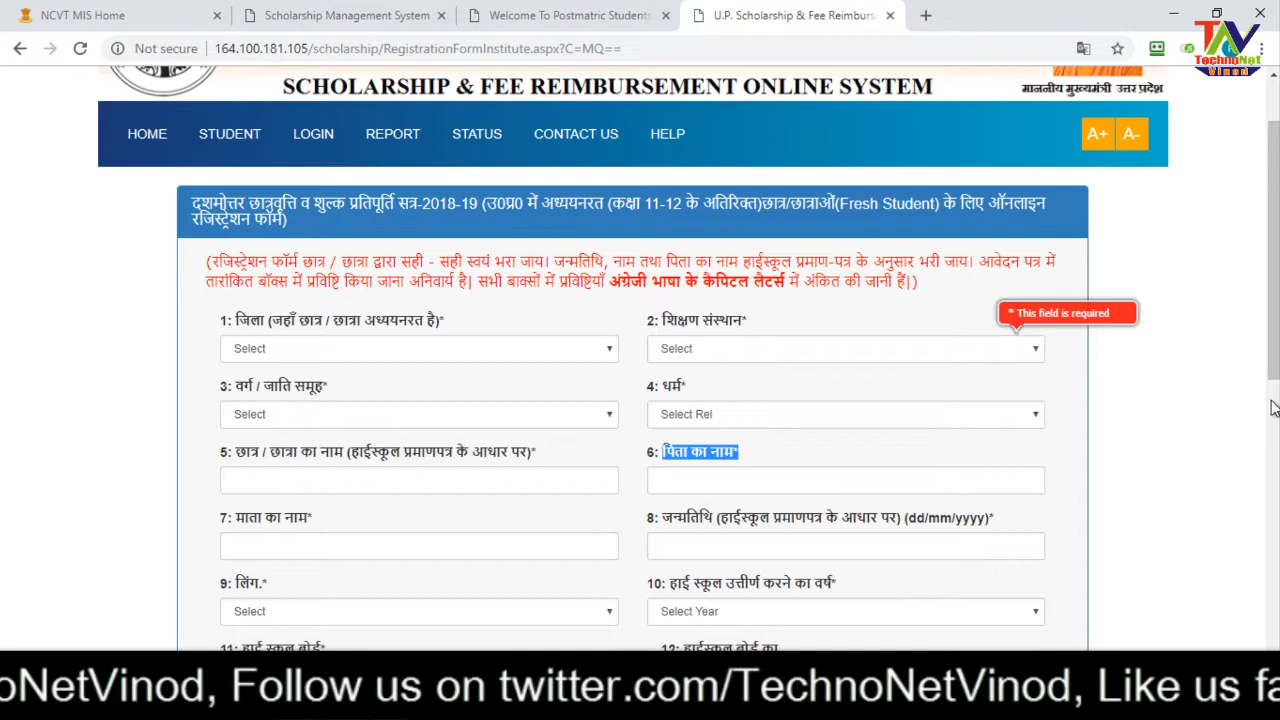 NCVT MIS Home
Scholarship Management System
Welcome To Postmatric Students
U.P. Scholarship & Fee Reimburs
Not secure | 164.100.181.105/scholarship/RegistrationFormInstitute.aspx?C=MQ==
TAV
TechnoNet
Vinod
SCHOLARSHIP & FEE REIMBURSEMENT ONLINE SYSTEM
माननीय मुख्यमंत्री उत्तर प्रदेश
HOME STUDENT LOGIN REPORT STATUS CONTACT US HELP A+ A-
दशमोत्तर छात्रवृत्ति व शुल्क प्रतिपूर्ति सत्र-2018-19 (उ0प्र0 में अध्ययनरत (कक्षा 11-12 के अतिरिक्त)छात्र/छात्राओं(Fresh Student) के लिए ऑनलाइन
रजिस्ट्रेशन फॉर्म)
(रजिस्ट्रेशन फॉर्म छात्र / छात्रा द्वारा सही - सही स्वयं भरा जाय। जन्मतिथि, नाम तथा पिता का नाम हाईस्कूल प्रमाण-पत्र के अनुसार भरी जाय। आवेदन पत्र में
तारांकित बॉक्स में प्रविष्टि किया जाना अनिवार्य है| सभी बाक्सों में प्रविष्टियाँ अंग्रेजी भाषा के कैपिटल लैटर्स में अंकित की जानी हैं|)
* This field is required
1: जिला (जहाँ छात्र / छात्रा अध्ययनरत है)*
2: शिक्षण संस्थान*
Select
Select
3: वर्ग / जाति समूह*
4: धर्म*
Select
Select Rel
5: छात्र / छात्रा का नाम (हाईस्कूल प्रमाणपत्र के आधार पर)*
6: पिता का नाम*
7: माता का नाम*
8: जन्मतिथि (हाईस्कूल प्रमाणपत्र के आधार पर) (dd/mm/yyyy)*
9: लिंग.*
10: हाई स्कूल उत्तीर्ण करने का वर्ष*
Select
Select Year
11: हाई स्कूल बोर्ड*
12: हाईस्कूल बोर्ड का
oNetVinod, Follow us on twitter.com/TechnoNetVinod, Like us fa